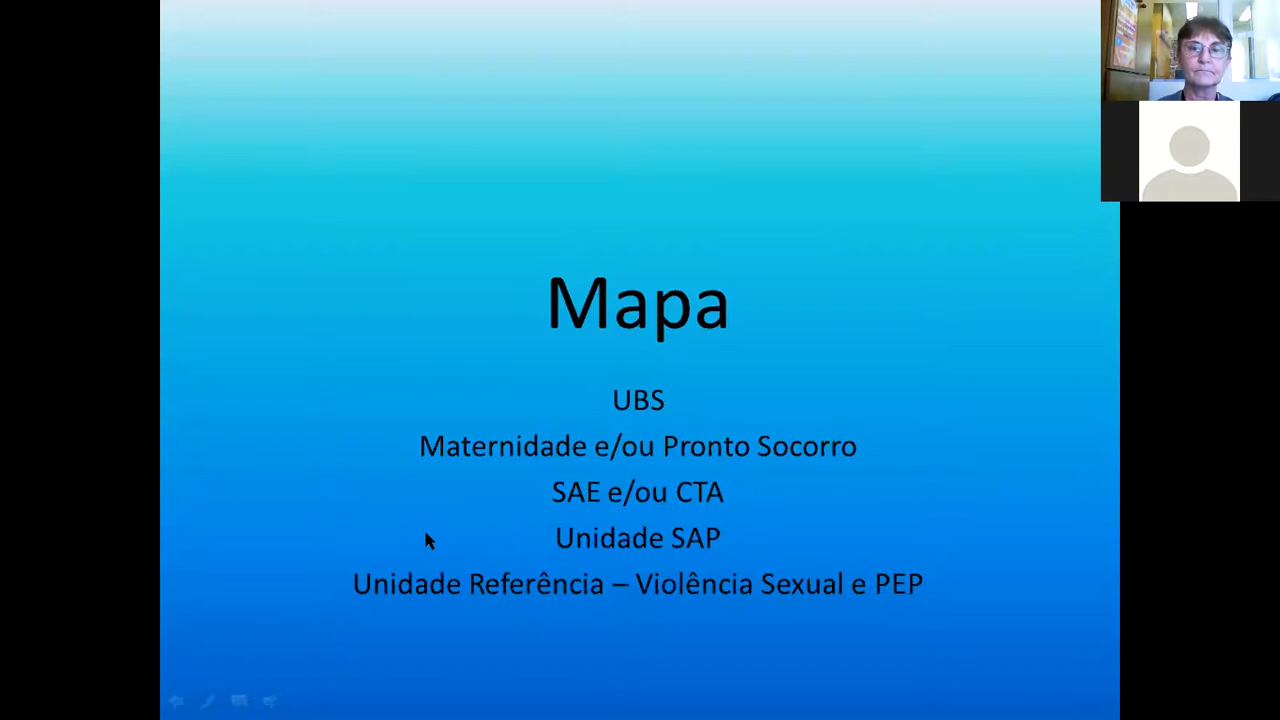 Mapa
UBS
Maternidade e/ou Pronto Socorro
SAE e/ou CTA
Unidade SAP
Unidade Referência – Violência Sexual e PEP